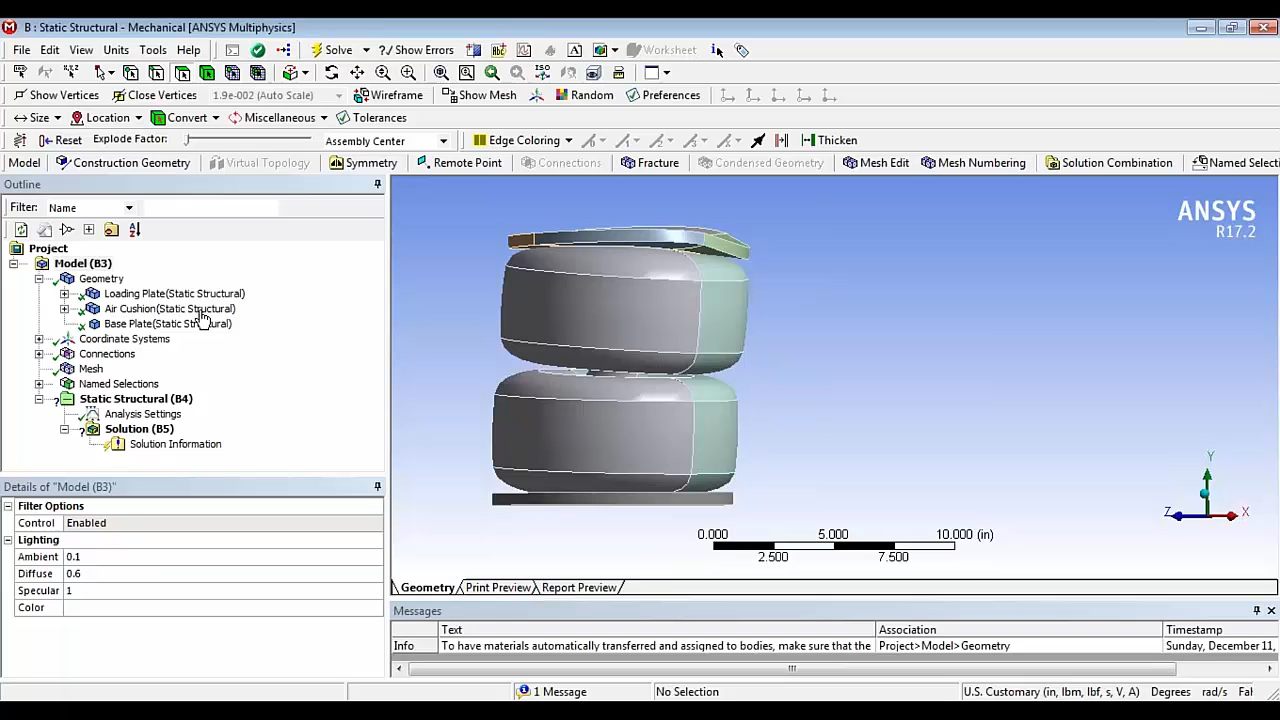 B : Static Structural - Mechanical [ANSYS Multiphysics]
File Edit View Units Tools Help Solve Show Errors Worksheet
Show Vertices Close Vertices 1.9e-002 (Auto Scale) Wireframe Show Mesh Random Preferences
Size Location Convert Miscellaneous Tolerances
Reset Explode Factor: Assembly Center Edge Coloring Thicken
Model Construction Geometry Virtual Topology Symmetry Remote Point Connections Fracture Condensed Geometry Mesh Edit Mesh Numbering Solution Combination Named Select
Outline
Filter: Name
Project
Model (B3)
Geometry
Loading Plate(Static Structural)
Air Cushion(Static Structural)
Base Plate(Static Structural)
Coordinate Systems
Connections
Mesh
Named Selections
Static Structural (B4)
Analysis Settings
Solution (B5)
Solution Information
Details of "Model (B3)"
Filter Options
Control Enabled
Lighting
Ambient 0.1
Diffuse 0.6
Specular 1
Color
ANSYS
R17.2
Y
Z X
0.000 5.000 10.000 (in)
2.500 7.500
Geometry Print Preview Report Preview
Messages
Text Association Timestamp
Info To have materials automatically transferred and assigned to bodies, make sure that the Project>Model>Geometry Sunday, December 11,
1 Message No Selection U.S. Customary (in, lbm, lbf, s, V, A) Degrees rad/s Fal